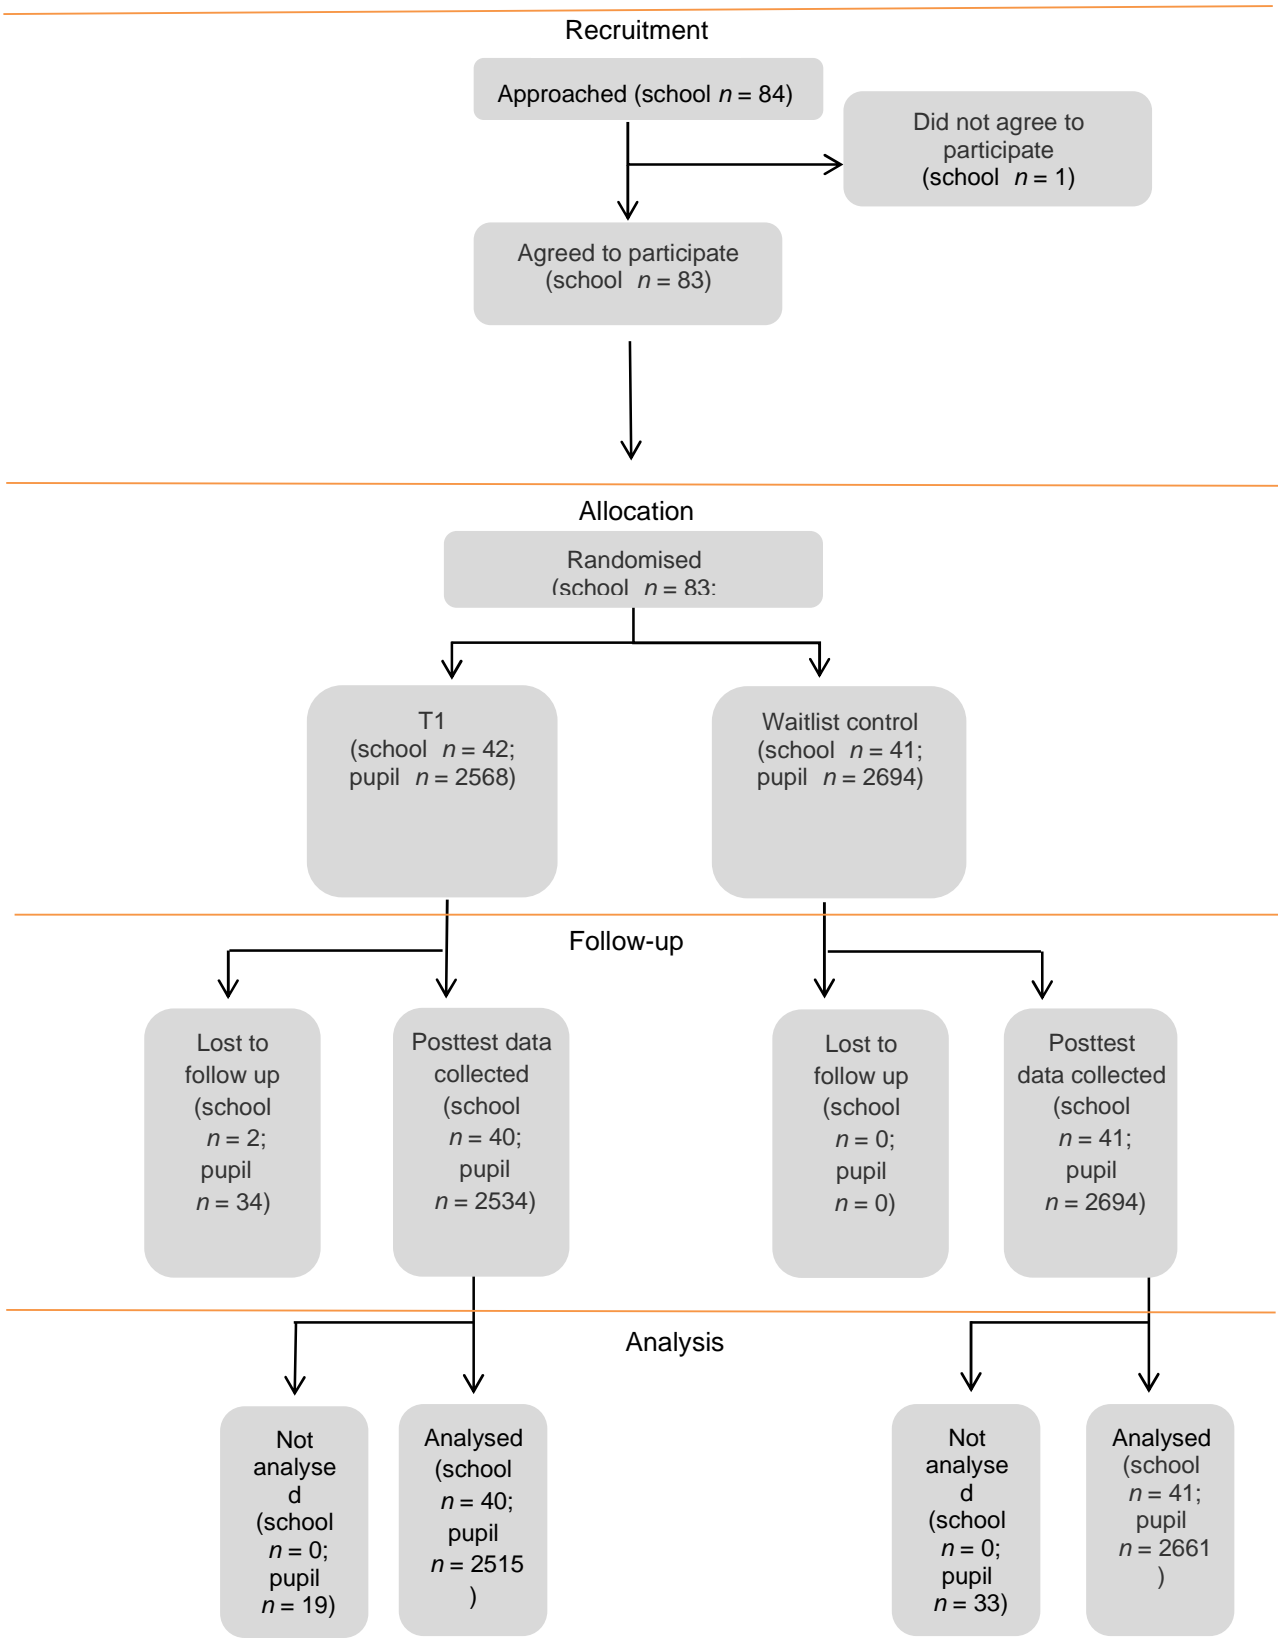 Recruitment
Approached (school n = 84)
Did not agree to
participate
(school n = 1)
Agreed to participate
(school n = 83)
Allocation
Randomised
(school n = 83;
T1
(school n = 42;
pupil n = 2568)
Waitlist control
(school n = 41;
pupil n = 2694)
Follow-up
Lost to
follow up
(school
n = 2;
pupil
n = 34)
Posttest data
collected
(school
n = 40;
pupil
n = 2534)
Lost to
follow up
(school
n = 0;
pupil
n = 0)
Posttest
data collected
(school
n = 41;
pupil
n = 2694)
Analysis
Not
analyse
d
(school
n = 0;
pupil
n = 19)
Analysed
(school
n = 40;
pupil
n = 2515
)
Not
analyse
d
(school
n = 0;
pupil
n = 33)
Analysed
(school
n = 41;
pupil
n = 2661
)